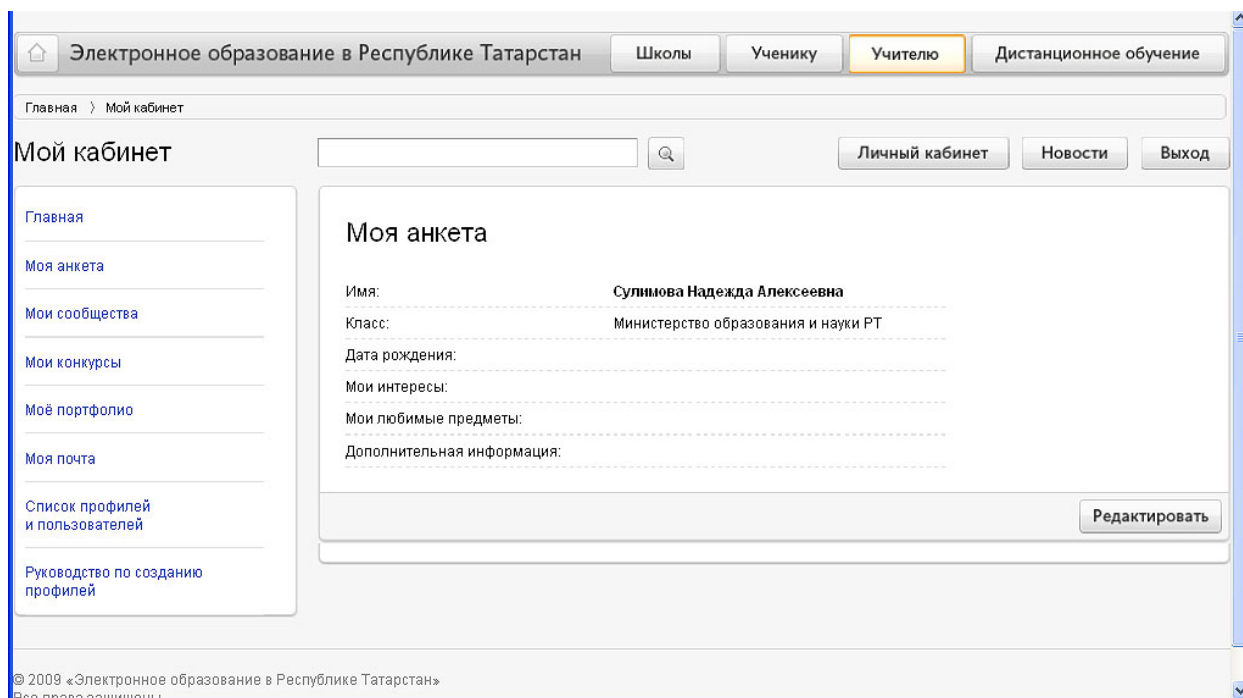 Электронное образование в Республике Татарстан Школы Ученику Учителю Дистанционное обучение
Главная 〉 Мой кабинет
Мой кабинет
Личный кабинет Новости Выход
Главная
Моя анкета
Мои сообщества
Мои конкурсы
Моё портфолио
Моя почта
Список профилей
и пользователей
Руководство по созданию
профилей
Моя анкета
Имя: Сулимова Надежда Алексеевна
Класс: Министерство образования и науки РТ
Дата рождения:
Мои интересы:
Мои любимые предметы:
Дополнительная информация:
Редактировать
© 2009 «Электронное образование в Республике Татарстан»
Все права защищены